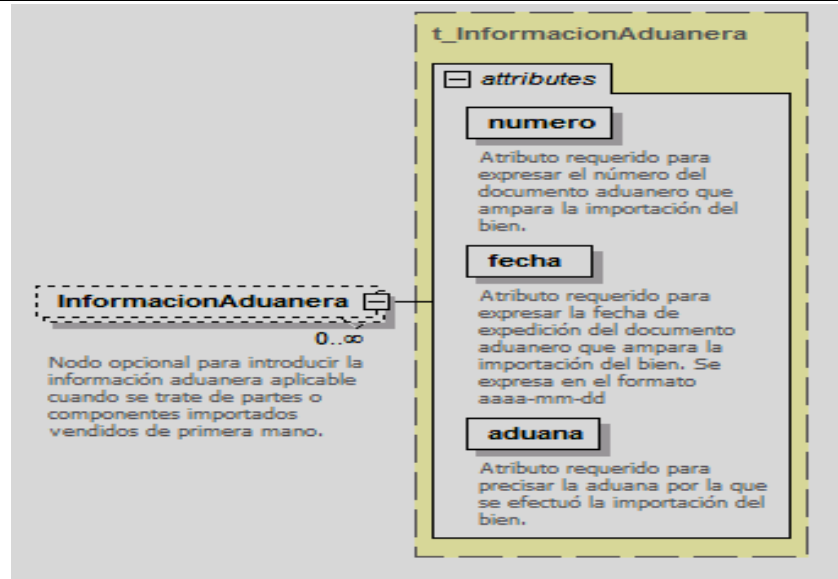 t_InformacionAduanera
attributes
numero
Atributo requerido para
expresar el número del
documento aduanero que
ampara la importación del
bien.
fecha
Atributo requerido para
expresar la fecha de
expedición del documento
aduanero que ampara la
importación del bien. Se
expresa en el formato
aaaa-mm-dd
aduana
Atributo requerido para
precisar la aduana por la que
se efectuó la importación del
bien.
InformacionAduanera
0..∞
Nodo opcional para introducir la
información aduanera aplicable
cuando se trate de partes o
componentes importados
vendidos de primera mano.